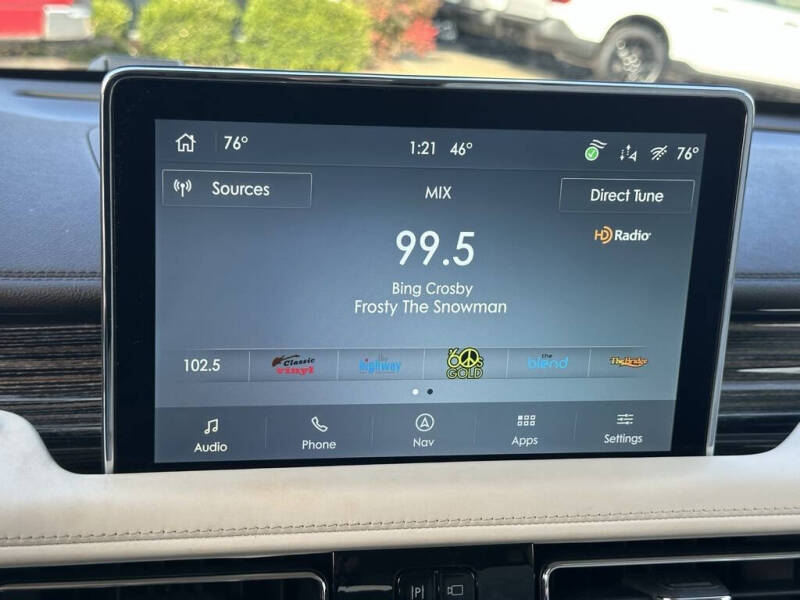 76° 1:21 46° 76°
Sources MIX Direct Tune
99.5 HD Radio
Bing Crosby
Frosty The Snowman
102.5 Classic vinyl the highway 60s GOLD the blend The Bridge
Audio Phone Nav Apps Settings
P